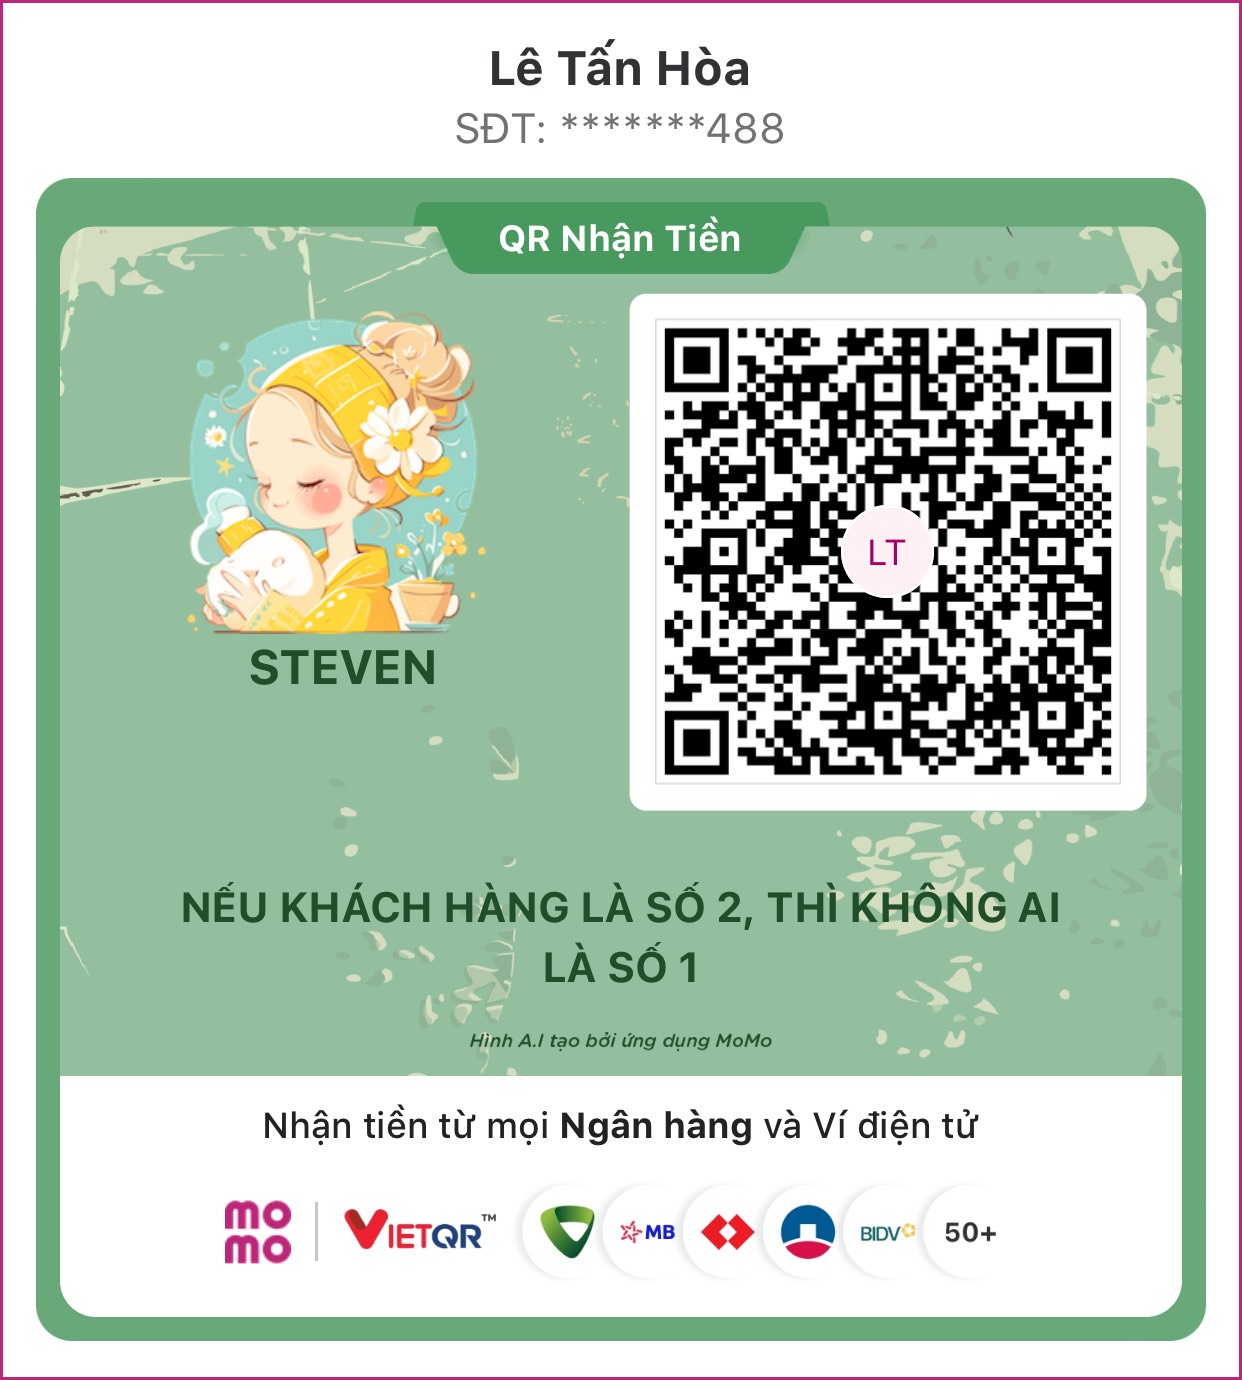 Lê Tấn Hòa
SĐT: *******488
QR Nhận Tiền
LT
STEVEN
NẾU KHÁCH HÀNG LÀ SỐ 2, THÌ KHÔNG AI
LÀ SỐ 1
Hình A.I tạo bởi ứng dụng MoMo
Nhận tiền từ mọi Ngân hàng và Ví điện tử
mo
mo
VIETQR™
MB
BIDV
50+